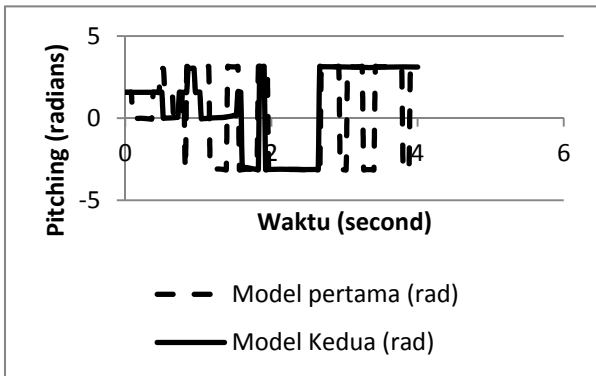 5
0
-5
0
2
4
6
Pitching (radians)
Waktu (second)
Model pertama (rad)
Model Kedua (rad)